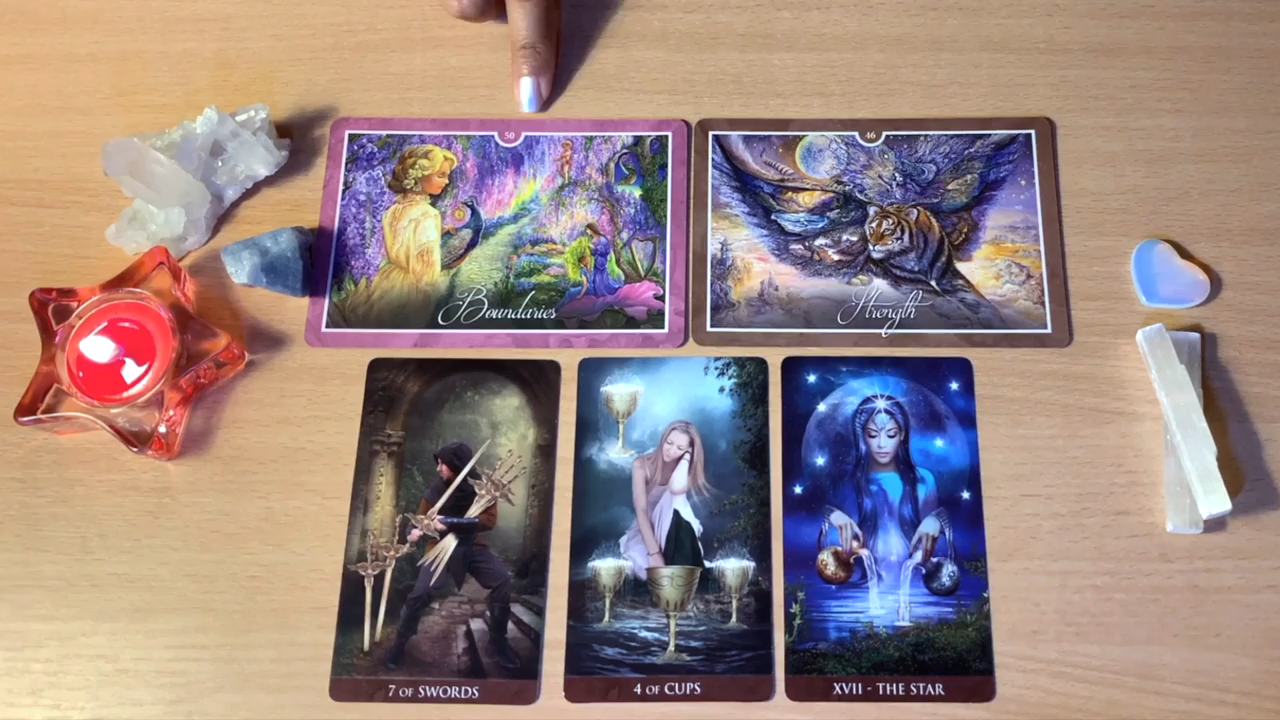 50
Boundaries
46
Strength
7 OF SWORDS
4 OF CUPS
XVII - THE STAR